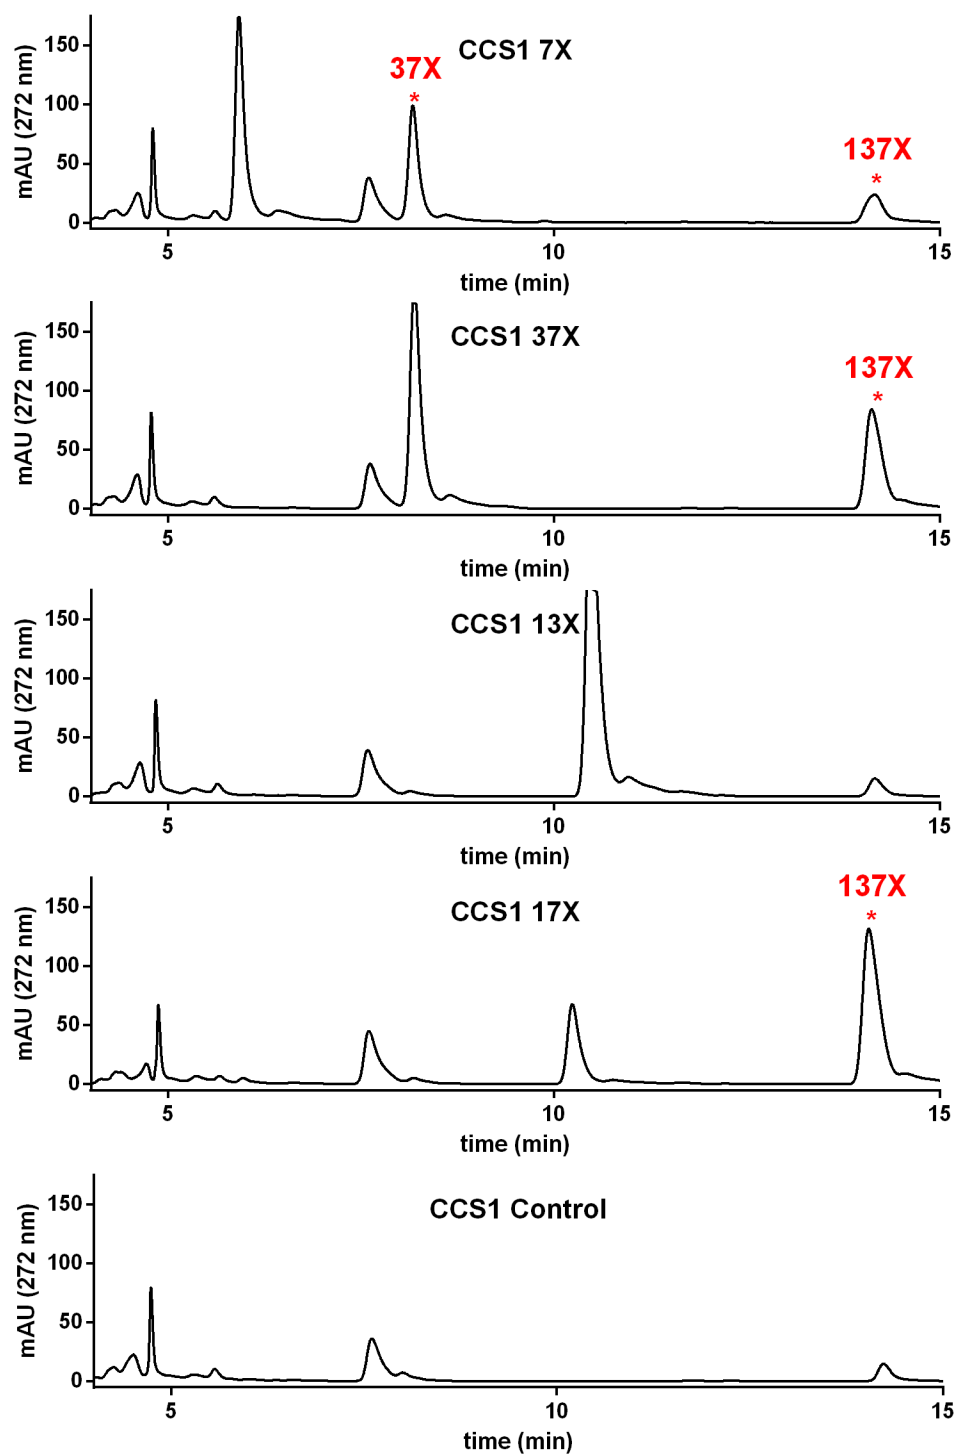 CCS1 7X
37X
*
137X
*
mAU (272 nm)
150
100
50
0
5
10
15
time (min)
CCS1 37X
137X
*
mAU (272 nm)
150
100
50
0
5
10
15
time (min)
CCS1 13X
mAU (272 nm)
150
100
50
0
5
10
15
time (min)
CCS1 17X
137X
*
mAU (272 nm)
150
100
50
0
5
10
15
time (min)
CCS1 Control
mAU (272 nm)
150
100
50
0
5
10
15
time (min)